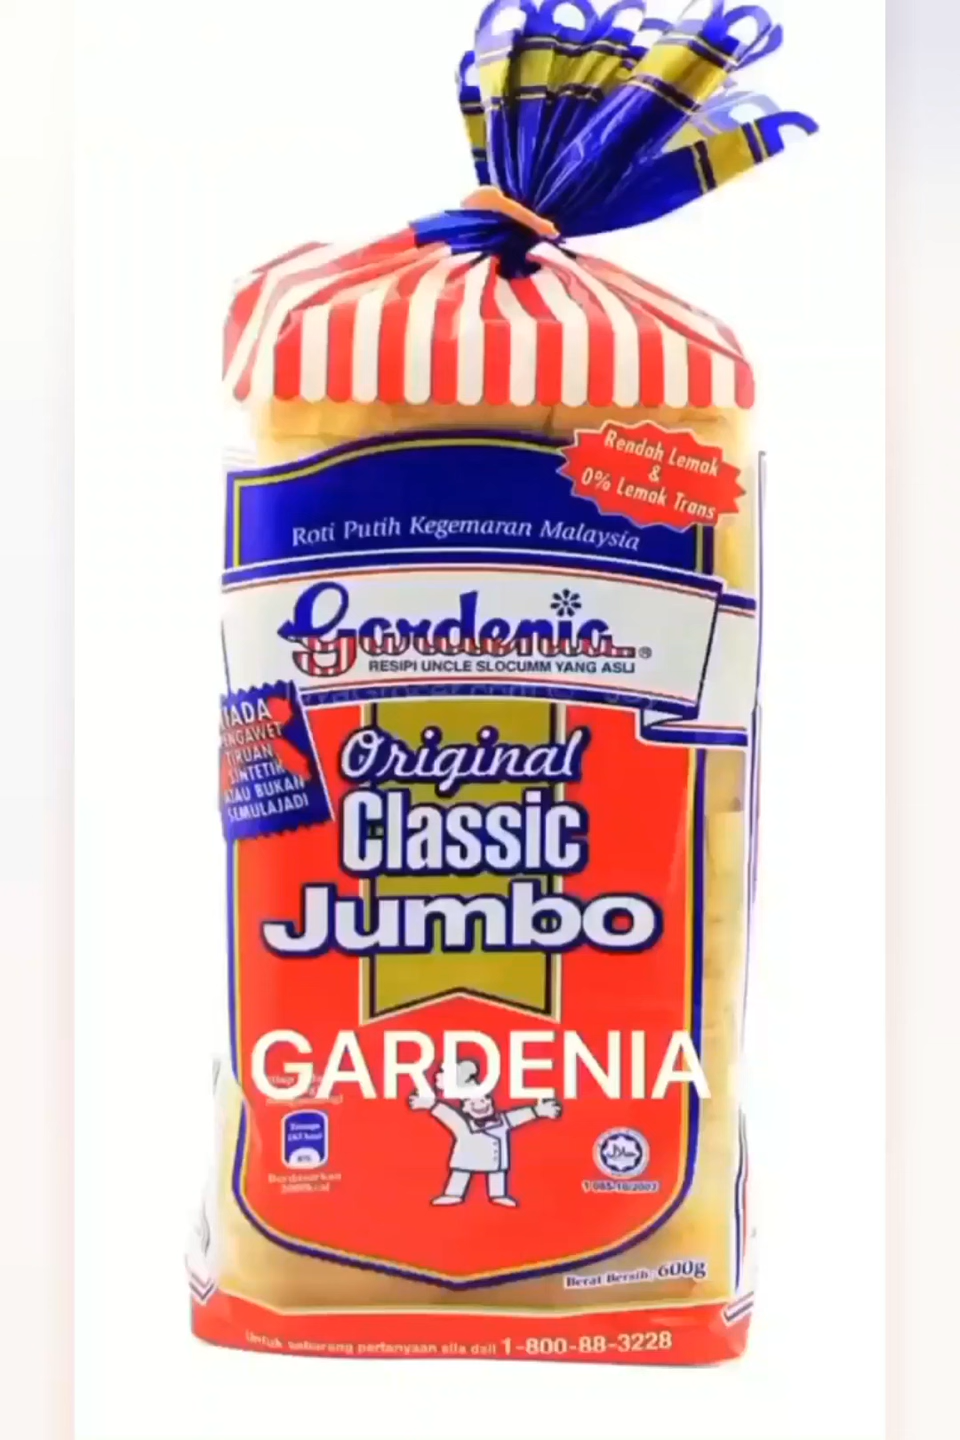 Rendah Lemak
&
0% Lemak Trans
Roti Putih Kegemaran Malaysia
Gardenia®
RESIPI UNCLE SLOCUMM YANG ASLI
TIADA
PENGAWET
TIRUAN
SINTETIK
ATAU BUKAN
SEMULAJADI
Original
Classic
Jumbo
GARDENIA
Berdasarkan
2000kcal
Berat Bersih: 600g
Untuk sebarang pertanyaan sila dail 1-800-88-3228